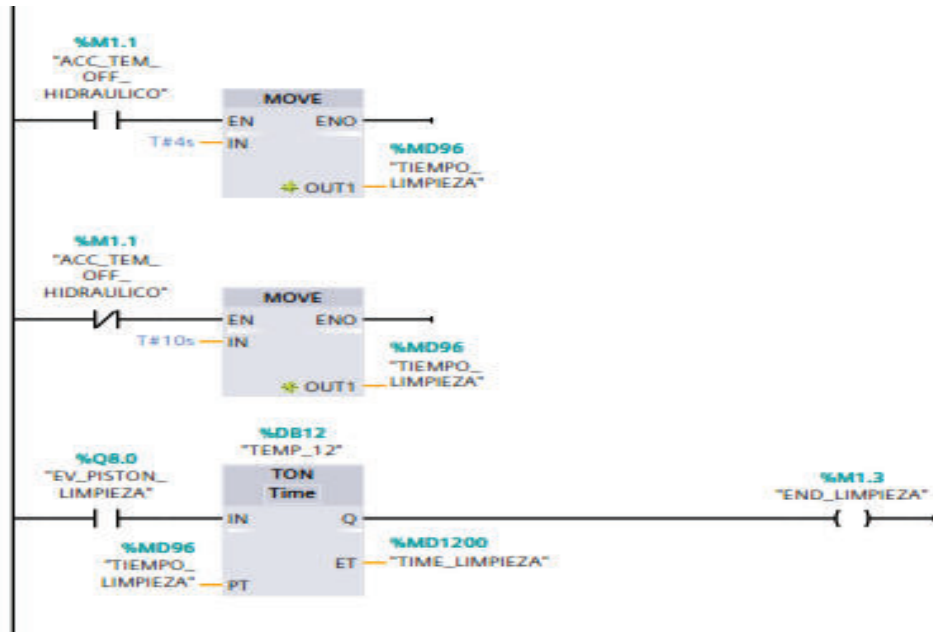 %M1.1
"ACC_TEM_
OFF_
HIDRAULICO"
MOVE
EN ENO
T#4s IN
%MD96
"TIEMPO_
OUT1 LIMPIEZA"
%M1.1
"ACC_TEM_
OFF_
HIDRAULICO"
MOVE
EN ENO
T#10s IN
%MD96
"TIEMPO_
OUT1 LIMPIEZA"
%DB12
"TEMP_12"
%Q8.0
"EV_PISTON_
LIMPIEZA"
TON
Time
%M1.3
"END_LIMPIEZA"
IN Q
%MD96
"TIEMPO_
LIMPIEZA" PT
%MD1200
ET "TIME_LIMPIEZA"